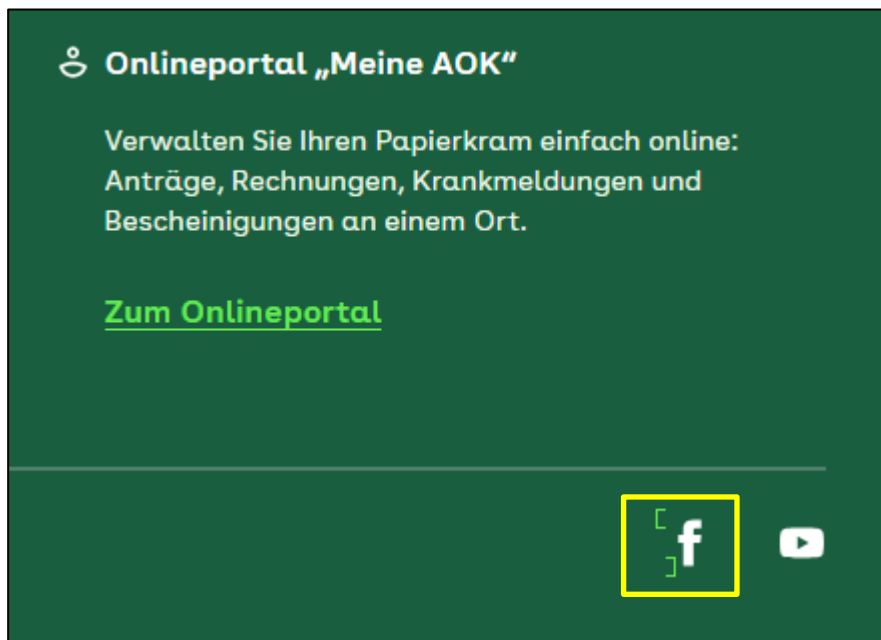 Onlineportal „Meine AOK“
Verwalten Sie Ihren Papierkram einfach online:
Anträge, Rechnungen, Krankmeldungen und
Bescheinigungen an einem Ort.
Zum Onlineportal
[
f
]